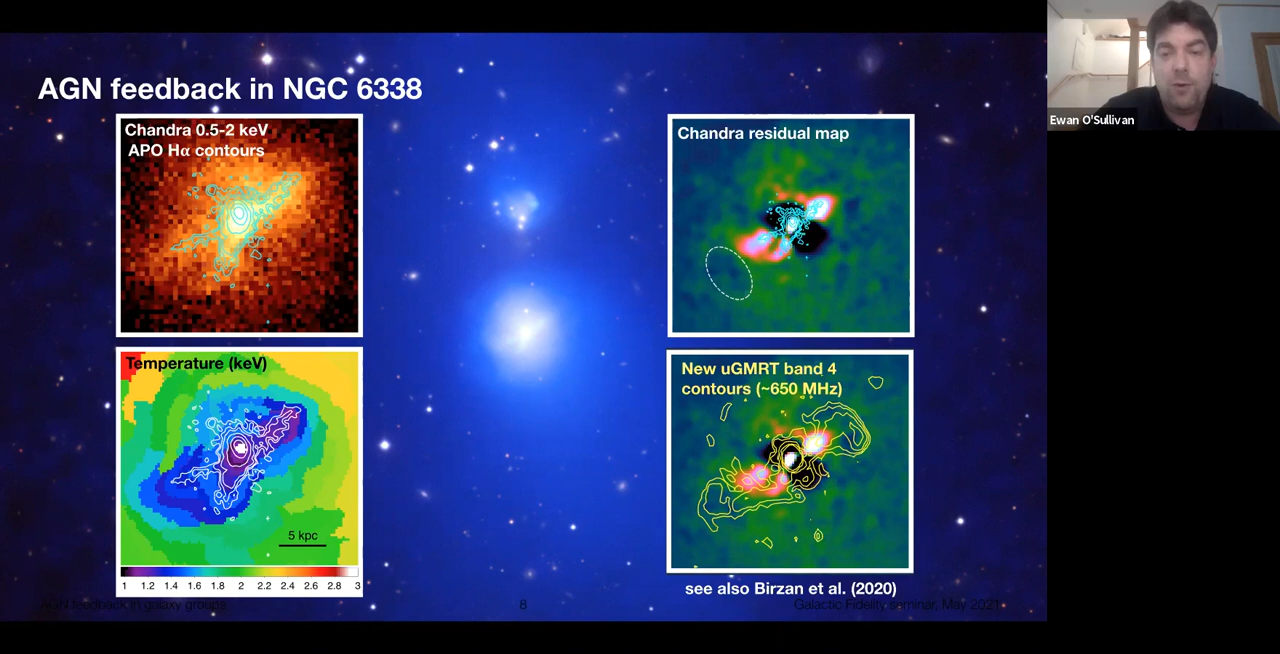 AGN feedback in NGC 6338
Chandra 0.5-2 keV
APO Hα contours
Chandra residual map
Temperature (keV)
5 kpc
1 1.2 1.4 1.6 1.8 2 2.2 2.4 2.6 2.8 3
New uGMRT band 4
contours (~650 MHz)
see also Birzan et al. (2020)
AGN feedback in galaxy groups
8
Galactic Fidelity seminar, May 2021
Ewan O'Sullivan